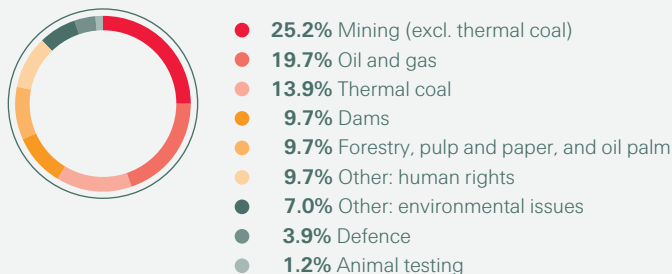 25.2% Mining (excl. thermal coal)
19.7% Oil and gas
13.9% Thermal coal
9.7% Dams
9.7% Forestry, pulp and paper, and oil palm
9.7% Other: human rights
7.0% Other: environmental issues
3.9% Defence
1.2% Animal testing